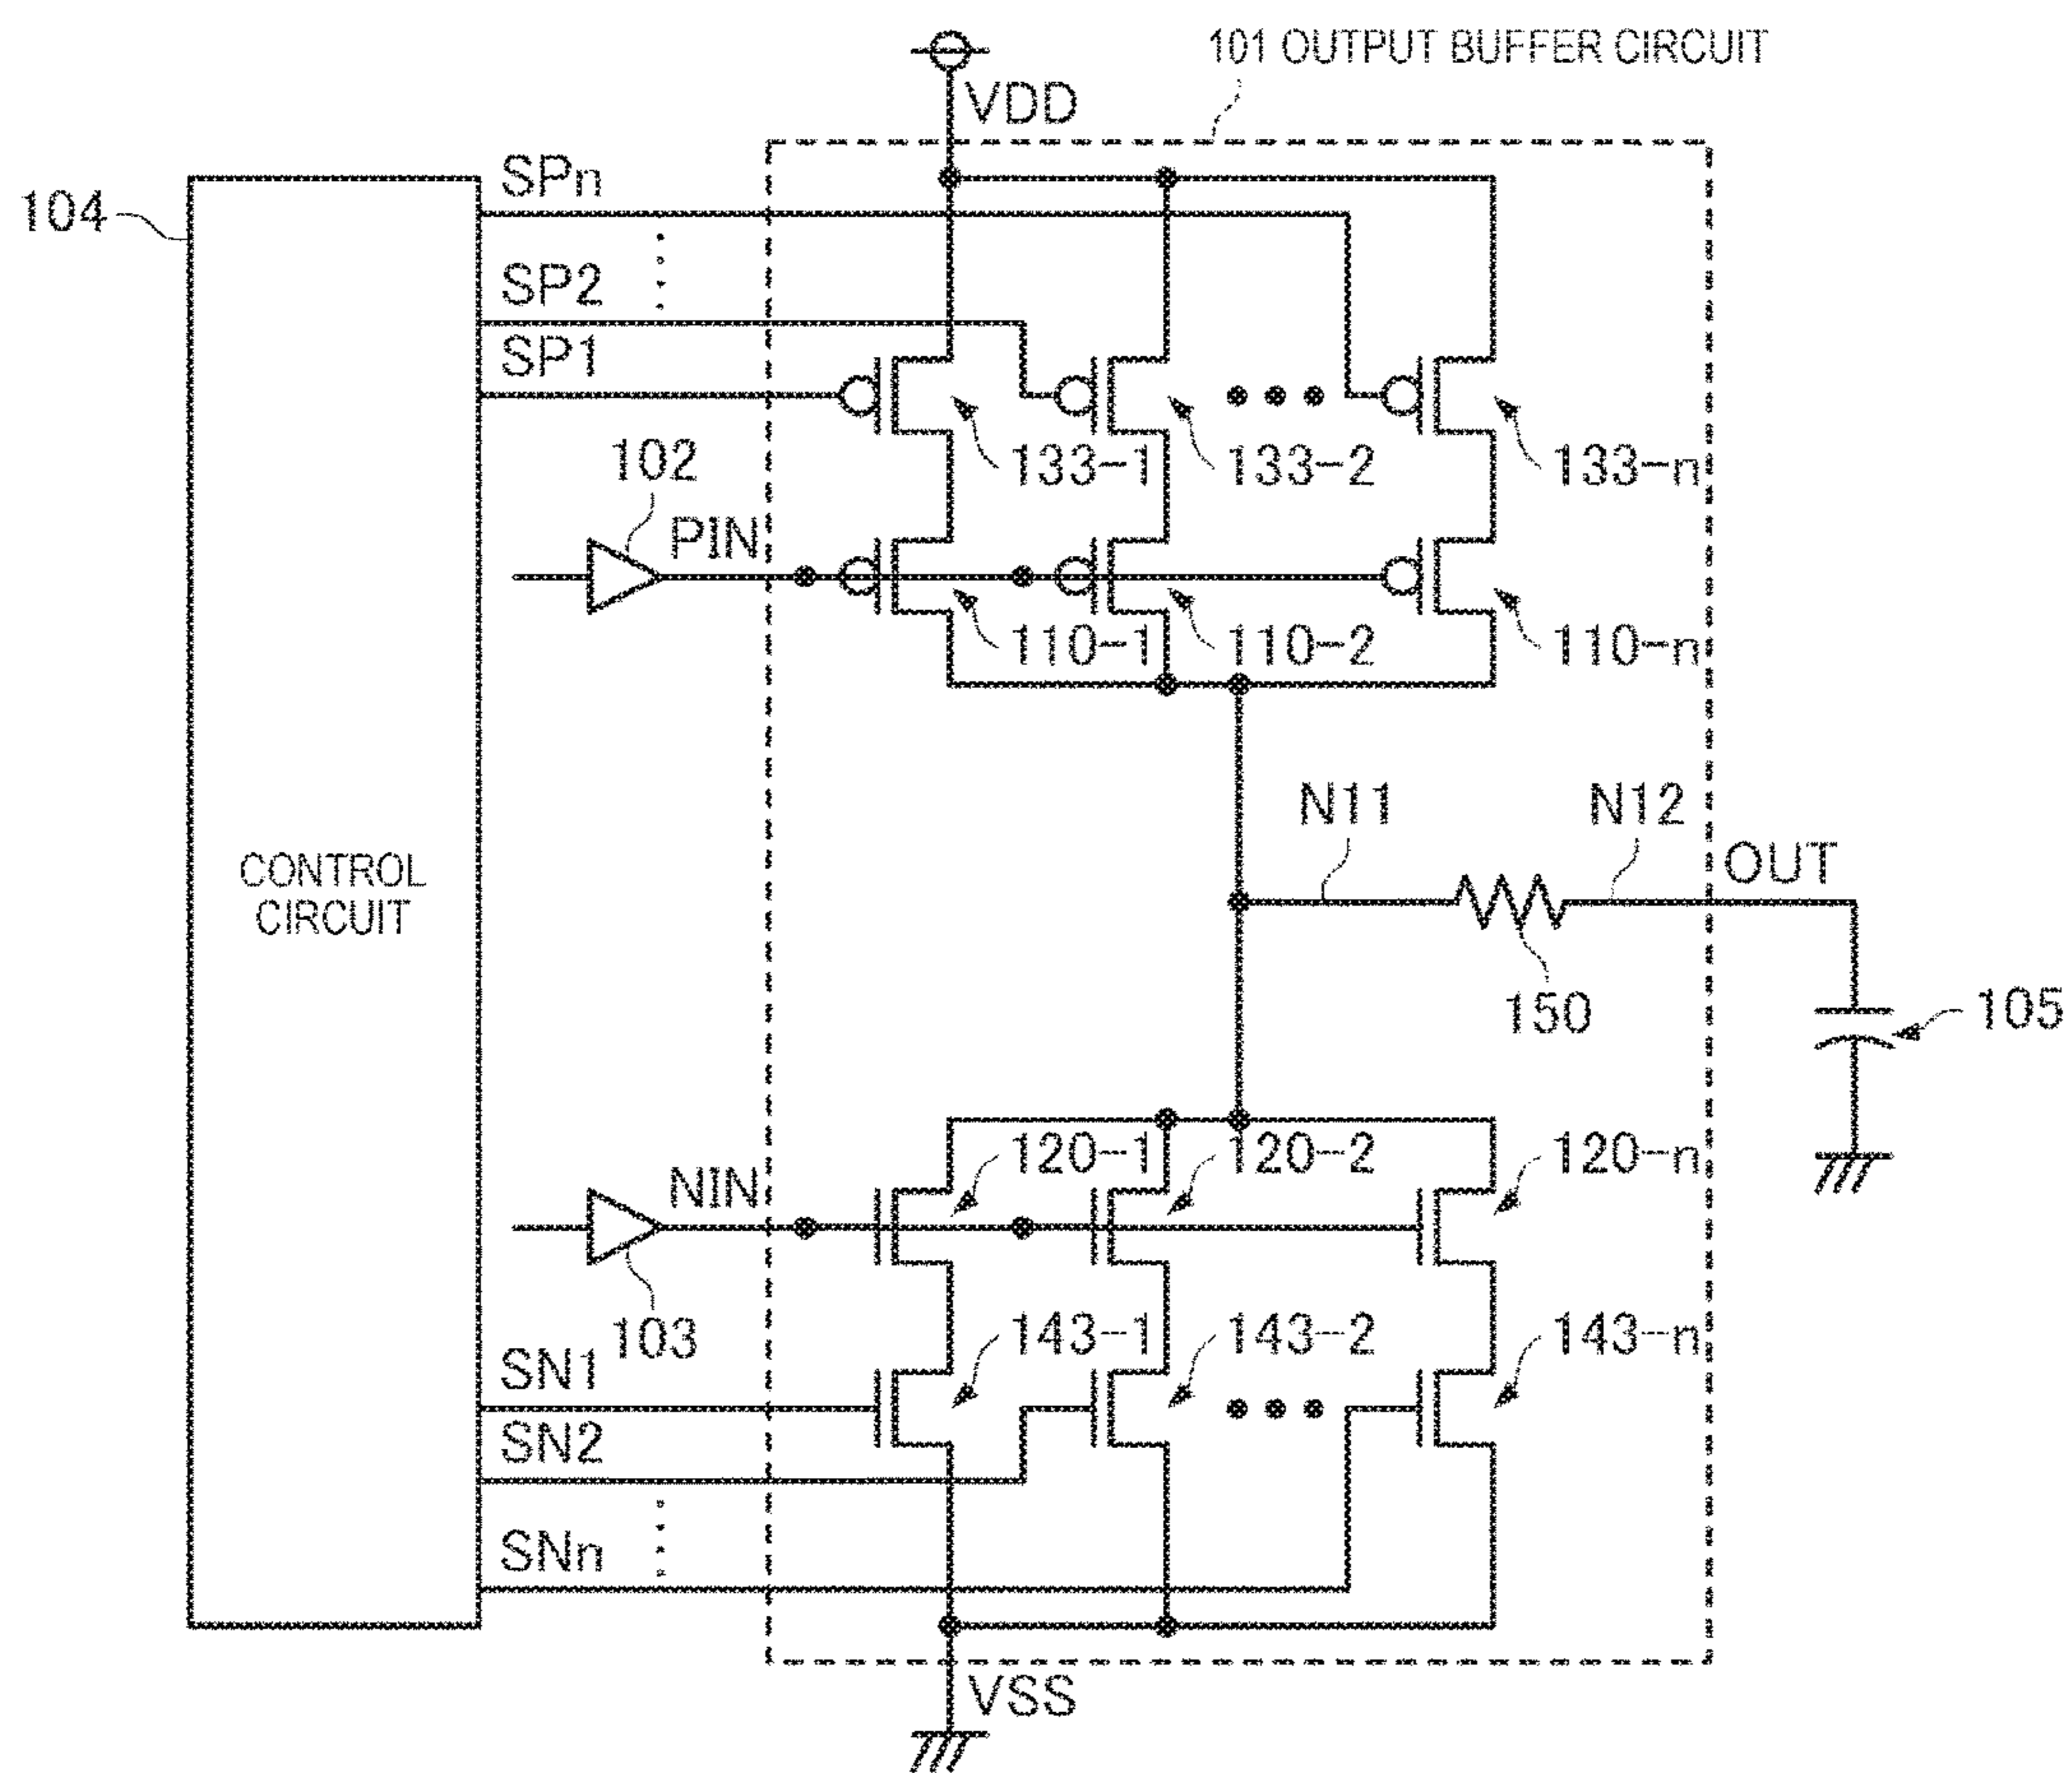 101 OUTPUT BUFFER CIRCUIT
VDD
SPn
104
SP2
SP1
133-1
133-2
133-n
102
PIN
110-1
110-2
110-n
N11
N12
OUT
CONTROL
CIRCUIT
150
105
120-1
120-2
120-n
NIN
103
143-1
143-2
143-n
SN1
SN2
SNn
VSS